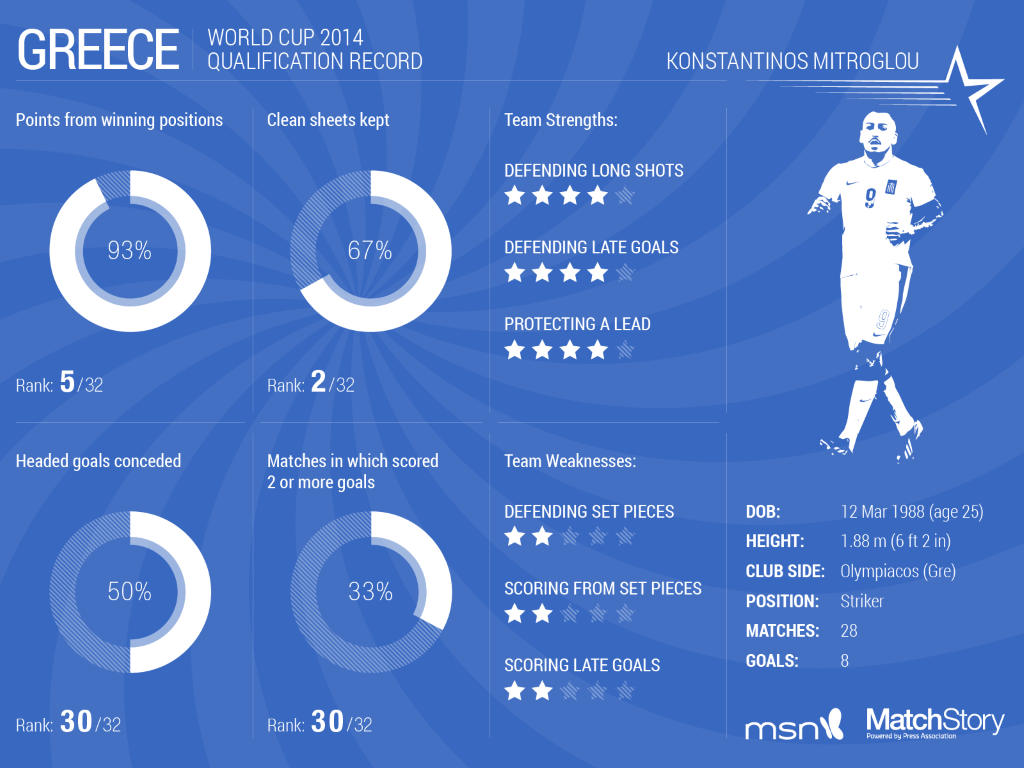 GREECE
WORLD CUP 2014
QUALIFICATION RECORD
KONSTANTINOS MITROGLOU
Points from winning positions
93%
Rank: 5/32
Clean sheets kept
67%
Rank: 2/32
Team Strengths:
DEFENDING LONG SHOTS
DEFENDING LATE GOALS
PROTECTING A LEAD
9
9
Headed goals conceded
50%
Rank: 30/32
Matches in which scored
2 or more goals
33%
Rank: 30/32
Team Weaknesses:
DEFENDING SET PIECES
SCORING FROM SET PIECES
SCORING LATE GOALS
DOB: 12 Mar 1988 (age 25)
HEIGHT: 1.88 m (6 ft 2 in)
CLUB SIDE: Olympiacos (Gre)
POSITION: Striker
MATCHES: 28
GOALS: 8
msn
MatchStory
Powered by Press Association